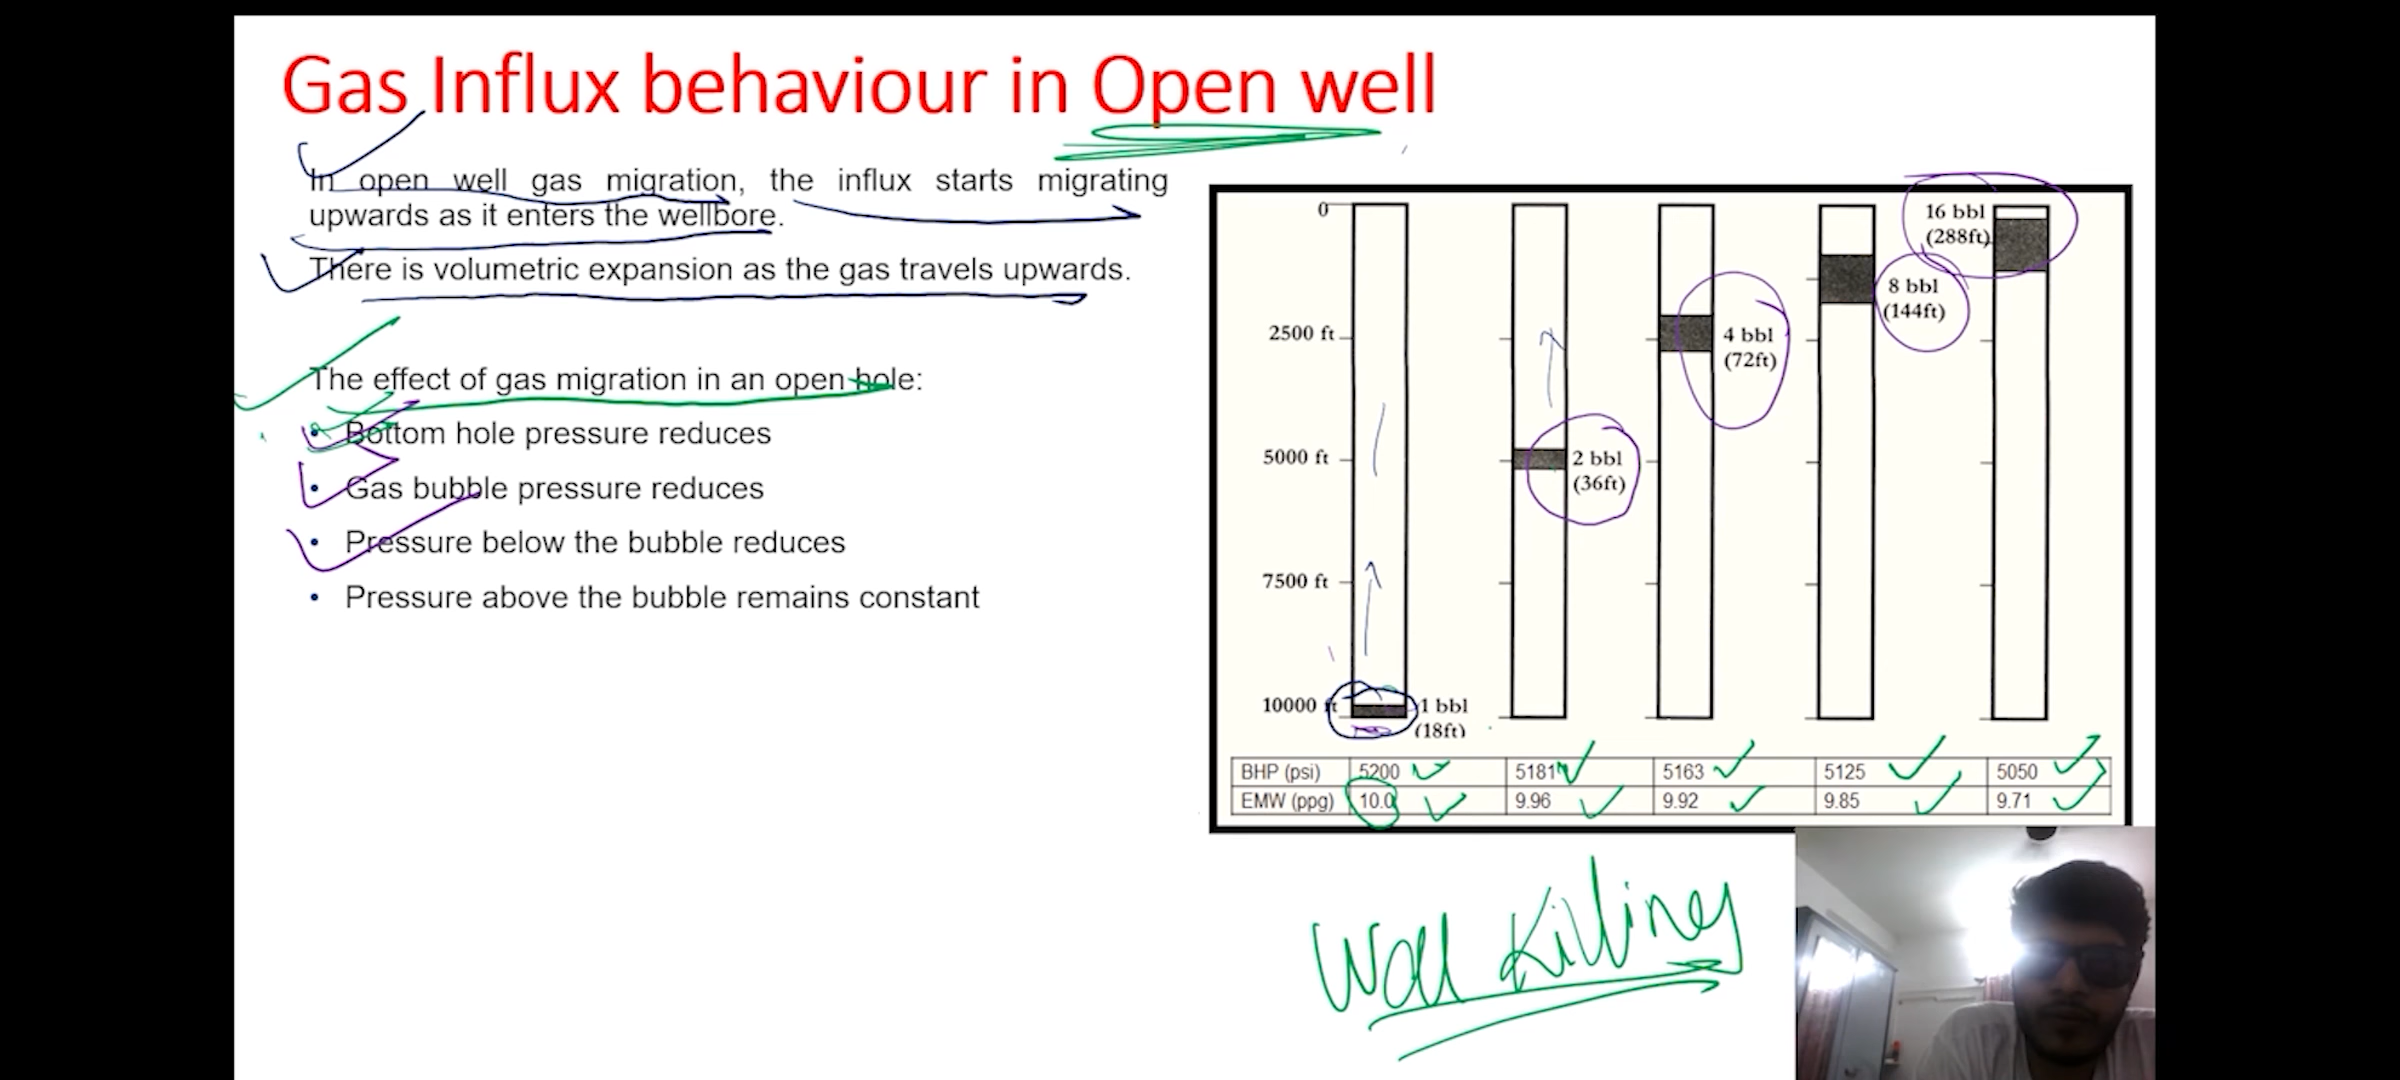 Gas Influx behaviour in Open well
In open well gas migration, the influx starts migrating
upwards as it enters the wellbore.
There is volumetric expansion as the gas travels upwards.
The effect of gas migration in an open hole:
• Bottom hole pressure reduces
• Gas bubble pressure reduces
• Pressure below the bubble reduces
• Pressure above the bubble remains constant
0
2500 ft
5000 ft
7500 ft
10000 ft
1 bbl
(18ft)
2 bbl
(36ft)
4 bbl
(72ft)
8 bbl
(144ft)
16 bbl
(288ft)
BHP (psi) 5200 5181 5163 5125 5050
EMW (ppg) 10.0 9.96 9.92 9.85 9.71
Well Killing